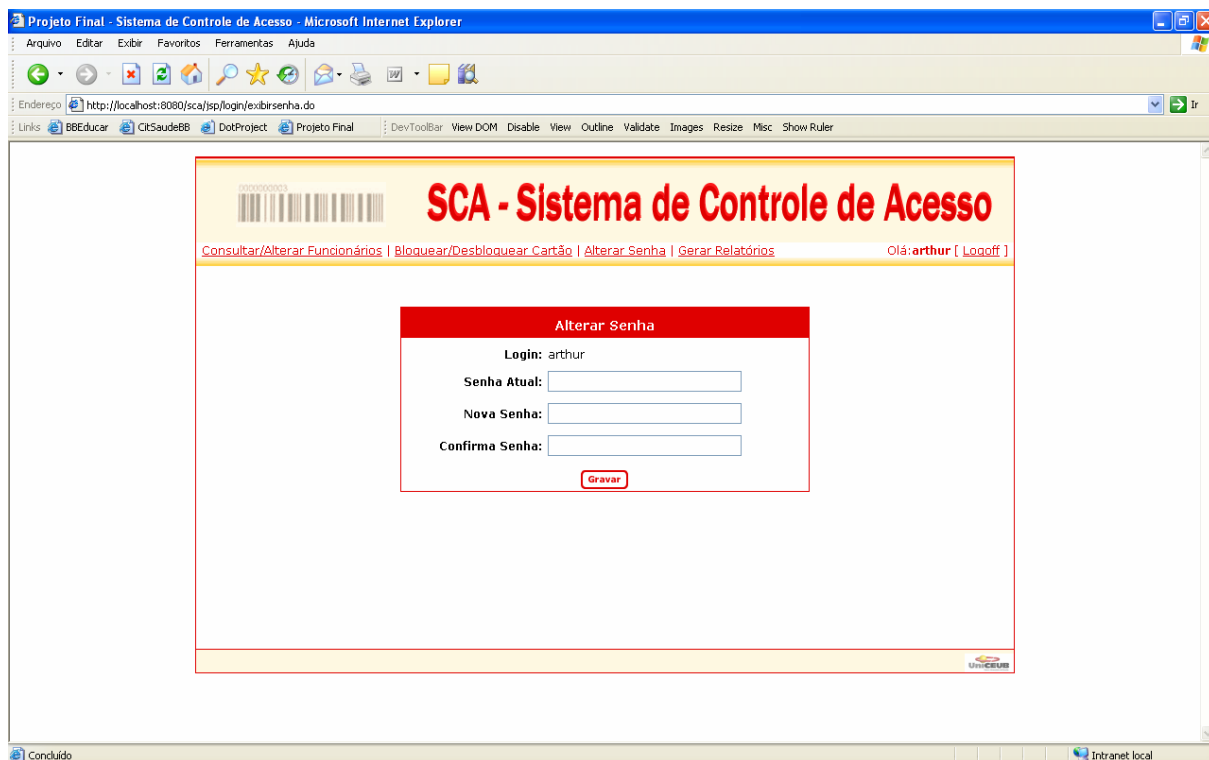 Projeto Final - Sistema de Controle de Acesso - Microsoft Internet Explorer
Arquivo Editar Exibir Favoritos Ferramentas Ajuda
Endereço http://localhost:8080/sca/jsp/login/exibirsenha.do Ir
Links BBEducar CitSaudeBB DotProject Projeto Final DevToolBar View DOM Disable View Outline Validate Images Resize Misc Show Ruler
0000000003
SCA - Sistema de Controle de Acesso
Consultar/Alterar Funcionários | Bloquear/Desbloquear Cartão | Alterar Senha | Gerar Relatórios Olá:arthur [ Logoff ]
Alterar Senha
Login: arthur
Senha Atual:
Nova Senha:
Confirma Senha:
Gravar
UniCEUB
Concluído Intranet local